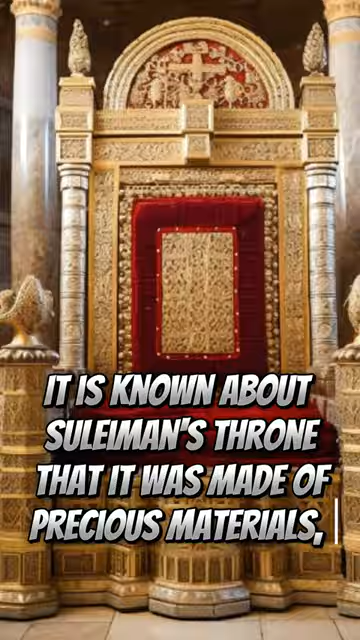 IT IS KNOWN ABOUT
SULEIMAN'S THRONE
THAT IT WAS MADE OF
PRECIOUS MATERIALS,